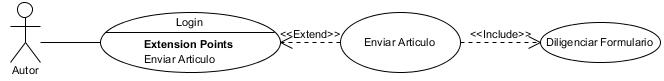 Login
<<Extend>>
<<Include>>
Extension Points
Enviar Articulo
Enviar Articulo
Diligenciar Formulario
Autor